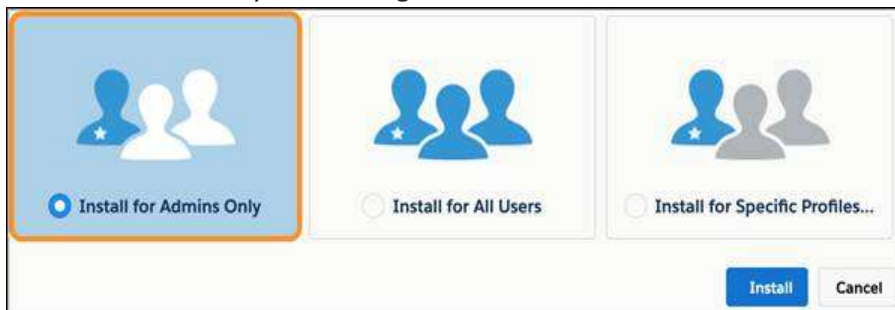 Install for Admins Only
Install for All Users
Install for Specific Profiles...
Install
Cancel